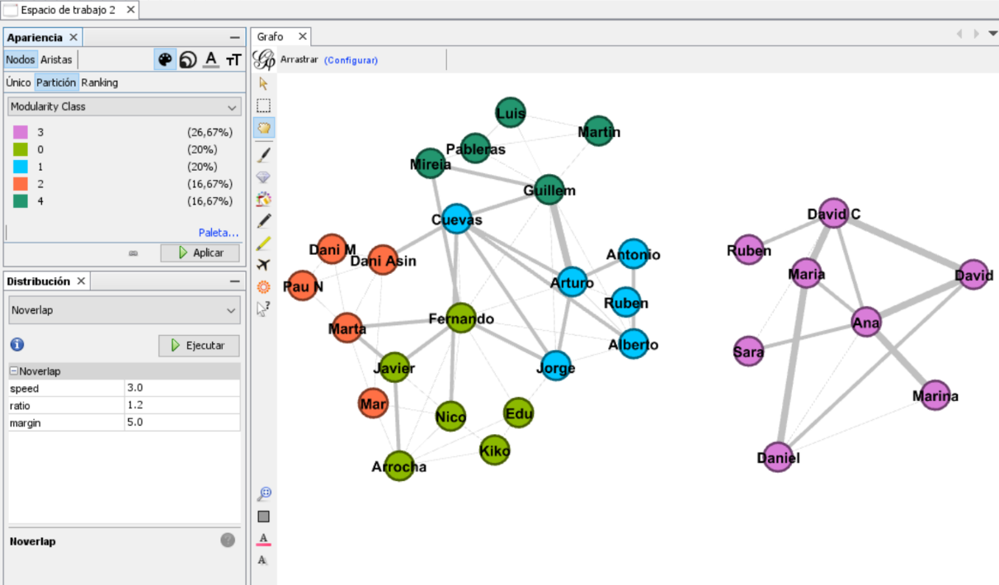 Espacio de trabajo 2
Apariencia
Nodos Aristas
Único Partición Ranking
Modularity Class
3 (26,67%)
0 (20%)
1 (20%)
2 (16,67%)
4 (16,67%)
Paleta...
Aplicar
Distribución
Noverlap
Ejecutar
Noverlap
speed 3.0
ratio 1.2
margin 5.0
Noverlap
Grafo
Arrastrar (Configurar)
Luis
Martin
Pableras
Mireia
Guillem
Cuevas
Dani M
Dani Asin
Antonio
Pau N
Arturo
Ruben
Fernando
Marta
Alberto
Javier
Jorge
Mar
Nico
Edu
Kiko
Arrocha
David C
Ruben
Maria
David
Ana
Sara
Marina
Daniel